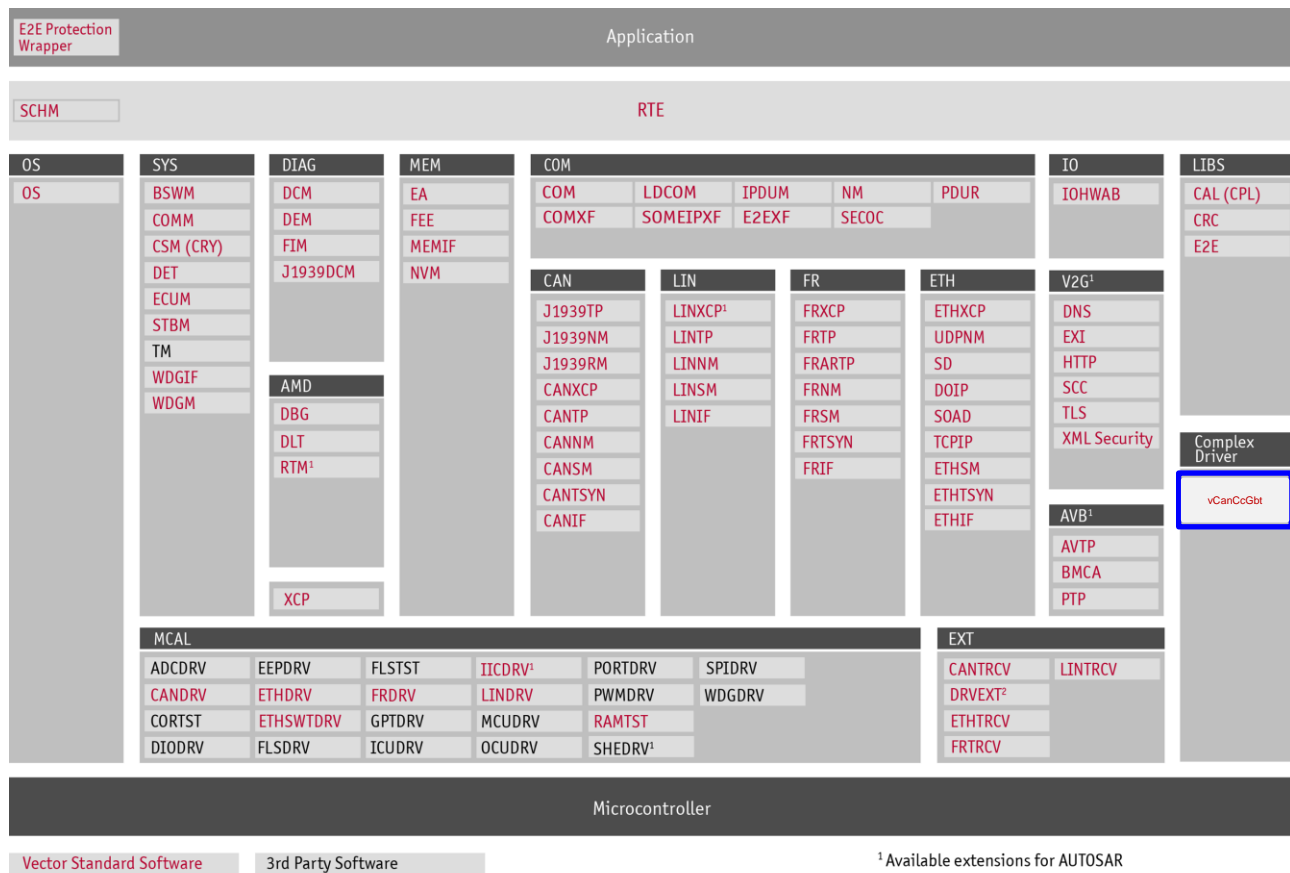 E2E Protection
Wrapper
Application
SCHM
RTE
OS
OS
SYS
BSWM
COMM
CSM (CRY)
DET
ECUM
STBM
TM
WDGIF
WDGM
DIAG
DCM
DEM
FIM
J1939DCM
AMD
DBG
DLT
RTM¹
XCP
MEM
EA
FEE
MEMIF
NVM
COM
COM LDCOM IPDUM NM PDUR
COMXF SOMEIPXF E2EXF SECOC
CAN
J1939TP
J1939NM
J1939RM
CANXCP
CANTP
CANNM
CANSM
CANTSYN
CANIF
LIN
LINXCP¹
LINTP
LINNM
LINSM
LINIF
FR
FRXCP
FRTP
FRARTP
FRNM
FRSM
FRTSYN
FRIF
ETH
ETHXCP
UDPNM
SD
DOIP
SOAD
TCPIP
ETHSM
ETHTSYN
ETHIF
IO
IOHWAB
V2G¹
DNS
EXI
HTTP
SCC
TLS
XML Security
AVB¹
AVTP
BMCA
PTP
LIBS
CAL (CPL)
CRC
E2E
Complex
Driver
vCanCcGbt
MCAL
ADCDRV EEPDRV FLSTST IICDRV¹ PORTDRV SPIDRV
CANDRV ETHDRV FRDRV LINDRV PWMDRV WDGDRV
CORTST ETHSWTDRV GPTDRV MCUDRV RAMTST
DIODRV FLSDRV ICUDRV OCUDRV SHEDRV¹
EXT
CANTRCV LINTRCV
DRVEXT²
ETHTRCV
FRTRCV
Microcontroller
Vector Standard Software 3rd Party Software ¹ Available extensions for AUTOSAR